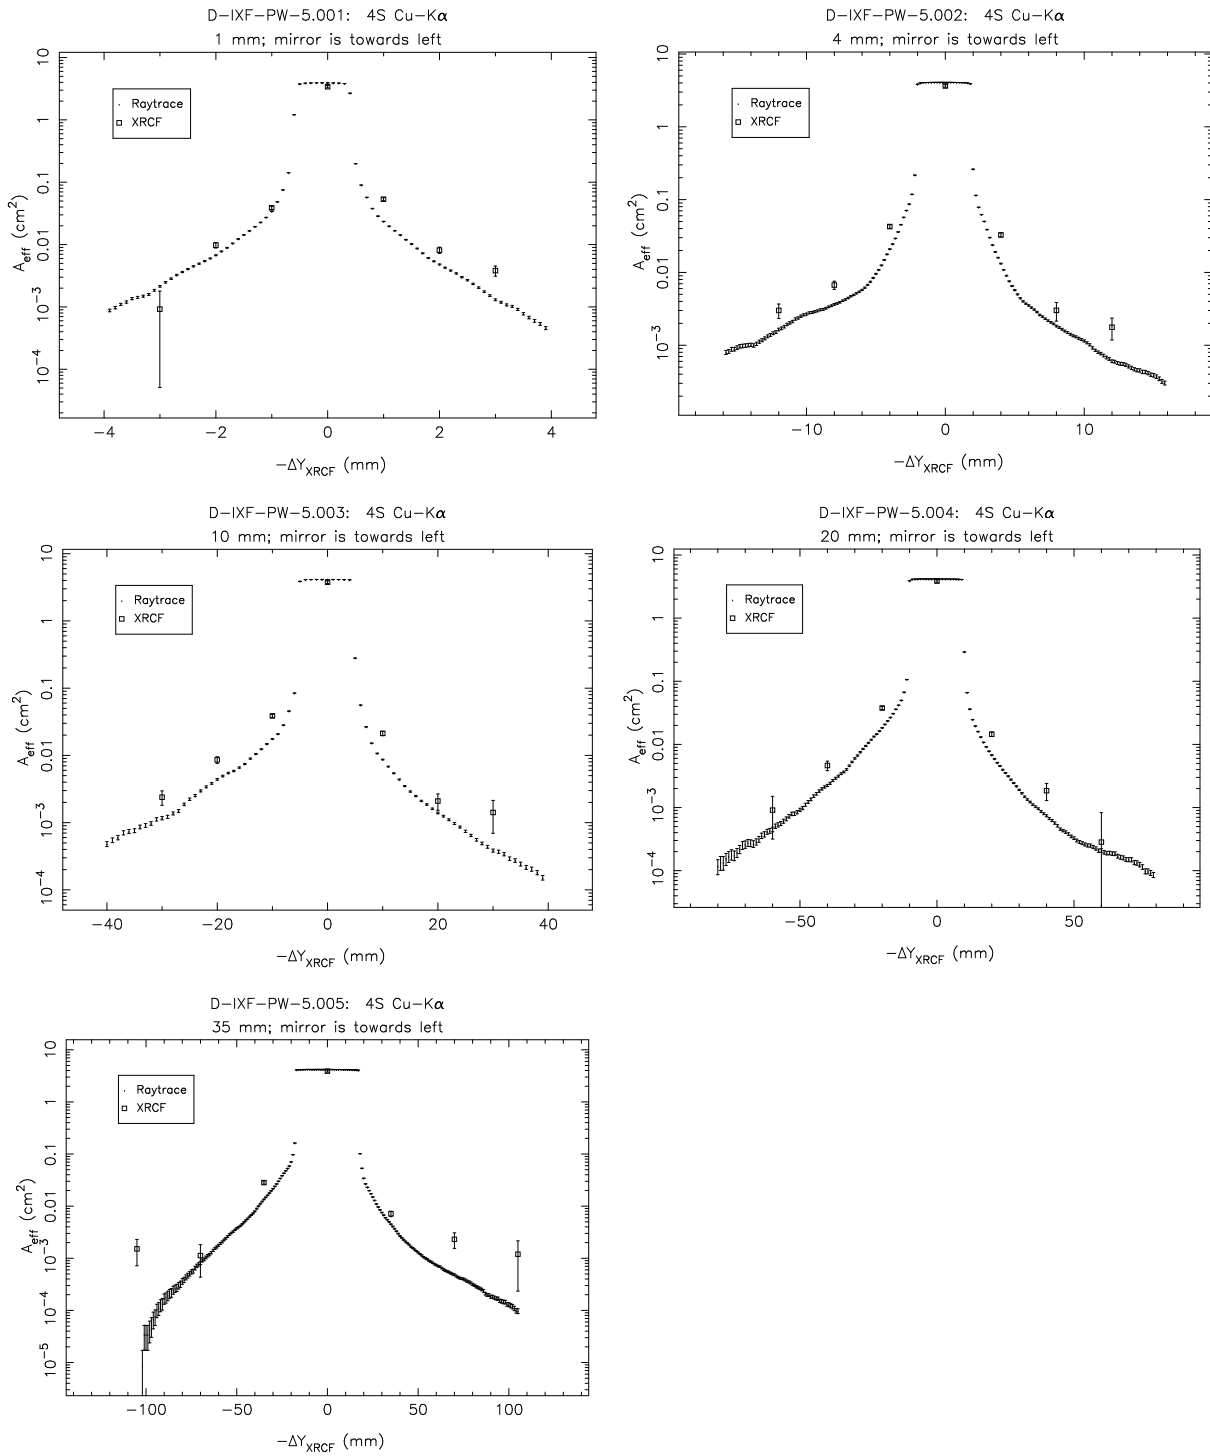 D-IXF-PW-5.001: 4S Cu-Kα
1 mm; mirror is towards left
A_eff (cm²)
10
1
0.1
0.01
10⁻³
10⁻⁴
Raytrace
XRCF
-4 -2 0 2 4
-ΔY_XRCF (mm)
D-IXF-PW-5.002: 4S Cu-Kα
4 mm; mirror is towards left
A_eff (cm²)
10
1
0.1
0.01
10⁻³
Raytrace
XRCF
-10 0 10
-ΔY_XRCF (mm)
D-IXF-PW-5.003: 4S Cu-Kα
10 mm; mirror is towards left
A_eff (cm²)
10
1
0.1
0.01
10⁻³
10⁻⁴
Raytrace
XRCF
-40 -20 0 20 40
-ΔY_XRCF (mm)
D-IXF-PW-5.004: 4S Cu-Kα
20 mm; mirror is towards left
A_eff (cm²)
10
1
0.1
0.01
10⁻³
10⁻⁴
Raytrace
XRCF
-50 0 50
-ΔY_XRCF (mm)
D-IXF-PW-5.005: 4S Cu-Kα
35 mm; mirror is towards left
A_eff (cm²)
10
1
0.1
0.01
10⁻³
10⁻⁴
10⁻⁵
Raytrace
XRCF
-100 -50 0 50 100
-ΔY_XRCF (mm)